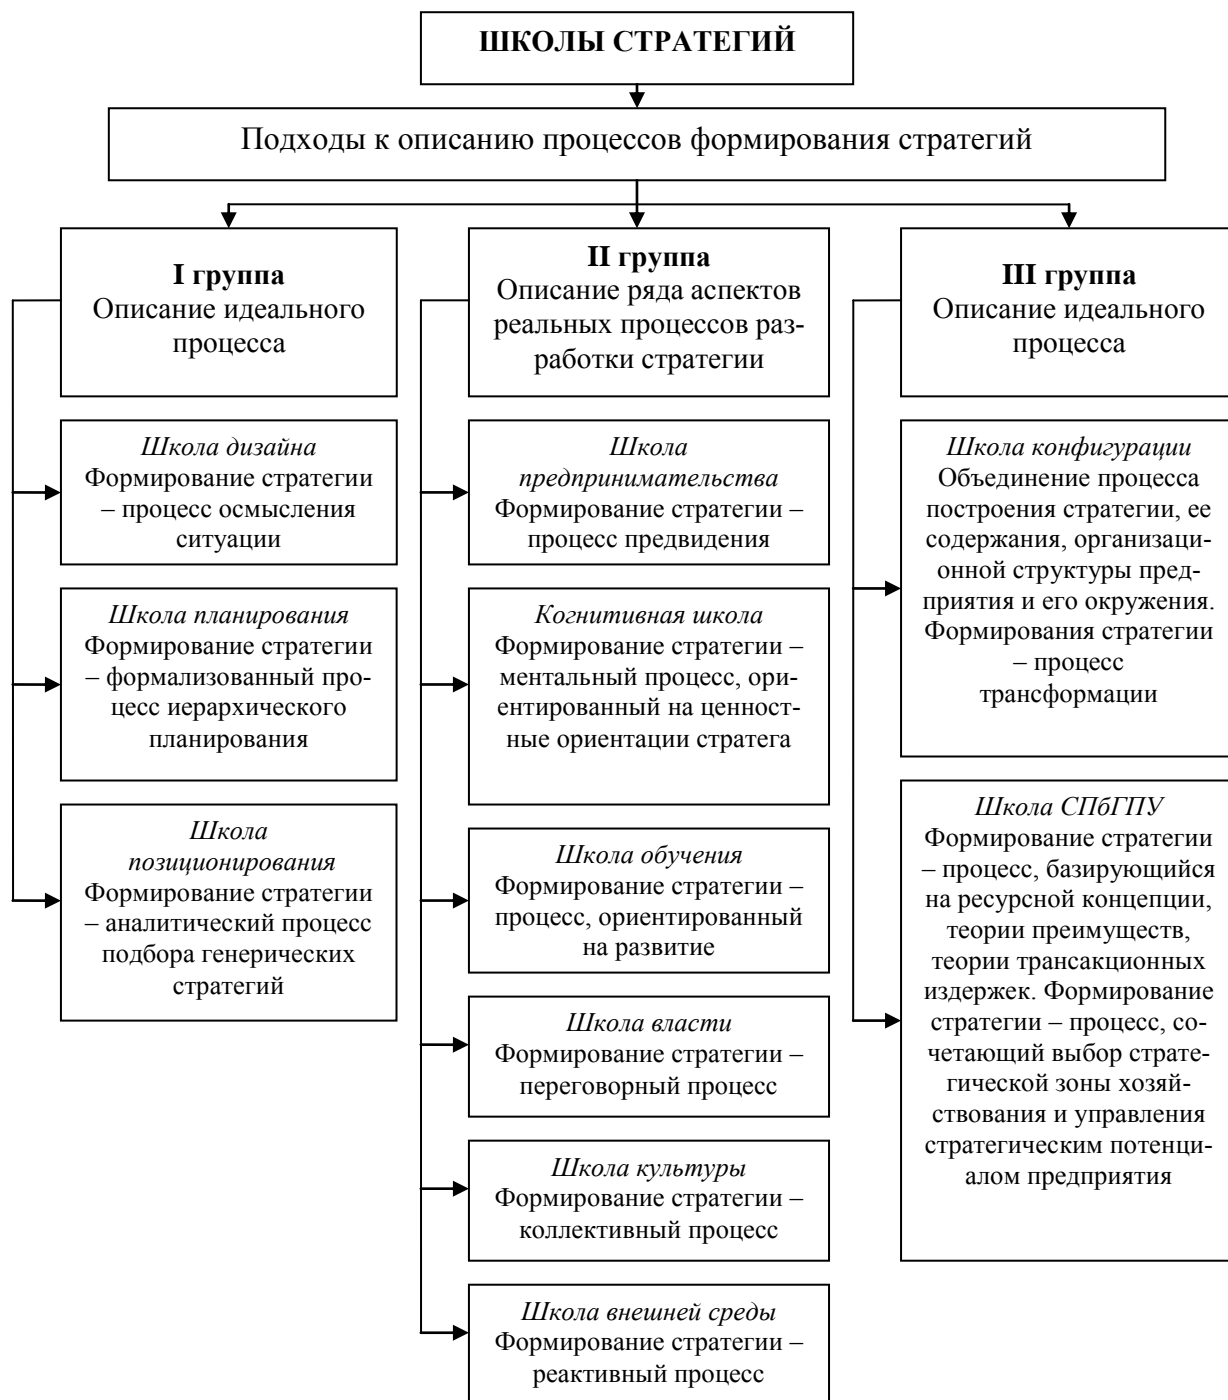 ШКОЛЫ СТРАТЕГИЙ
Подходы к описанию процессов формирования стратегий
I группа
Описание идеального
процесса
Школа дизайна
Формирование стратегии
– процесс осмысления
ситуации
Школа планирования
Формирование стратегии
– формализованный про-
цесс иерархического
планирования
Школа
позиционирования
Формирование стратегии
– аналитический процесс
подбора генерических
стратегий
II группа
Описание ряда аспектов
реальных процессов раз-
работки стратегии
Школа
предпринимательства
Формирование стратегии –
процесс предвидения
Когнитивная школа
Формирование стратегии –
ментальный процесс, ори-
ентированный на ценност-
ные ориентации стратега
Школа обучения
Формирование стратегии –
процесс, ориентированный
на развитие
Школа власти
Формирование стратегии –
переговорный процесс
Школа культуры
Формирование стратегии –
коллективный процесс
Школа внешней среды
Формирование стратегии –
реактивный процесс
III группа
Описание идеального
процесса
Школа конфигурации
Объединение процесса
построения стратегии, ее
содержания, организаци-
онной структуры пред-
приятия и его окружения.
Формирования стратегии
– процесс
трансформации
Школа СПбГПУ
Формирование стратегии
– процесс, базирующийся
на ресурсной концепции,
теории преимуществ,
теории трансакционных
издержек. Формирование
стратегии – процесс, со-
четающий выбор страте-
гической зоны хозяй-
ствования и управления
стратегическим потенци-
алом предприятия